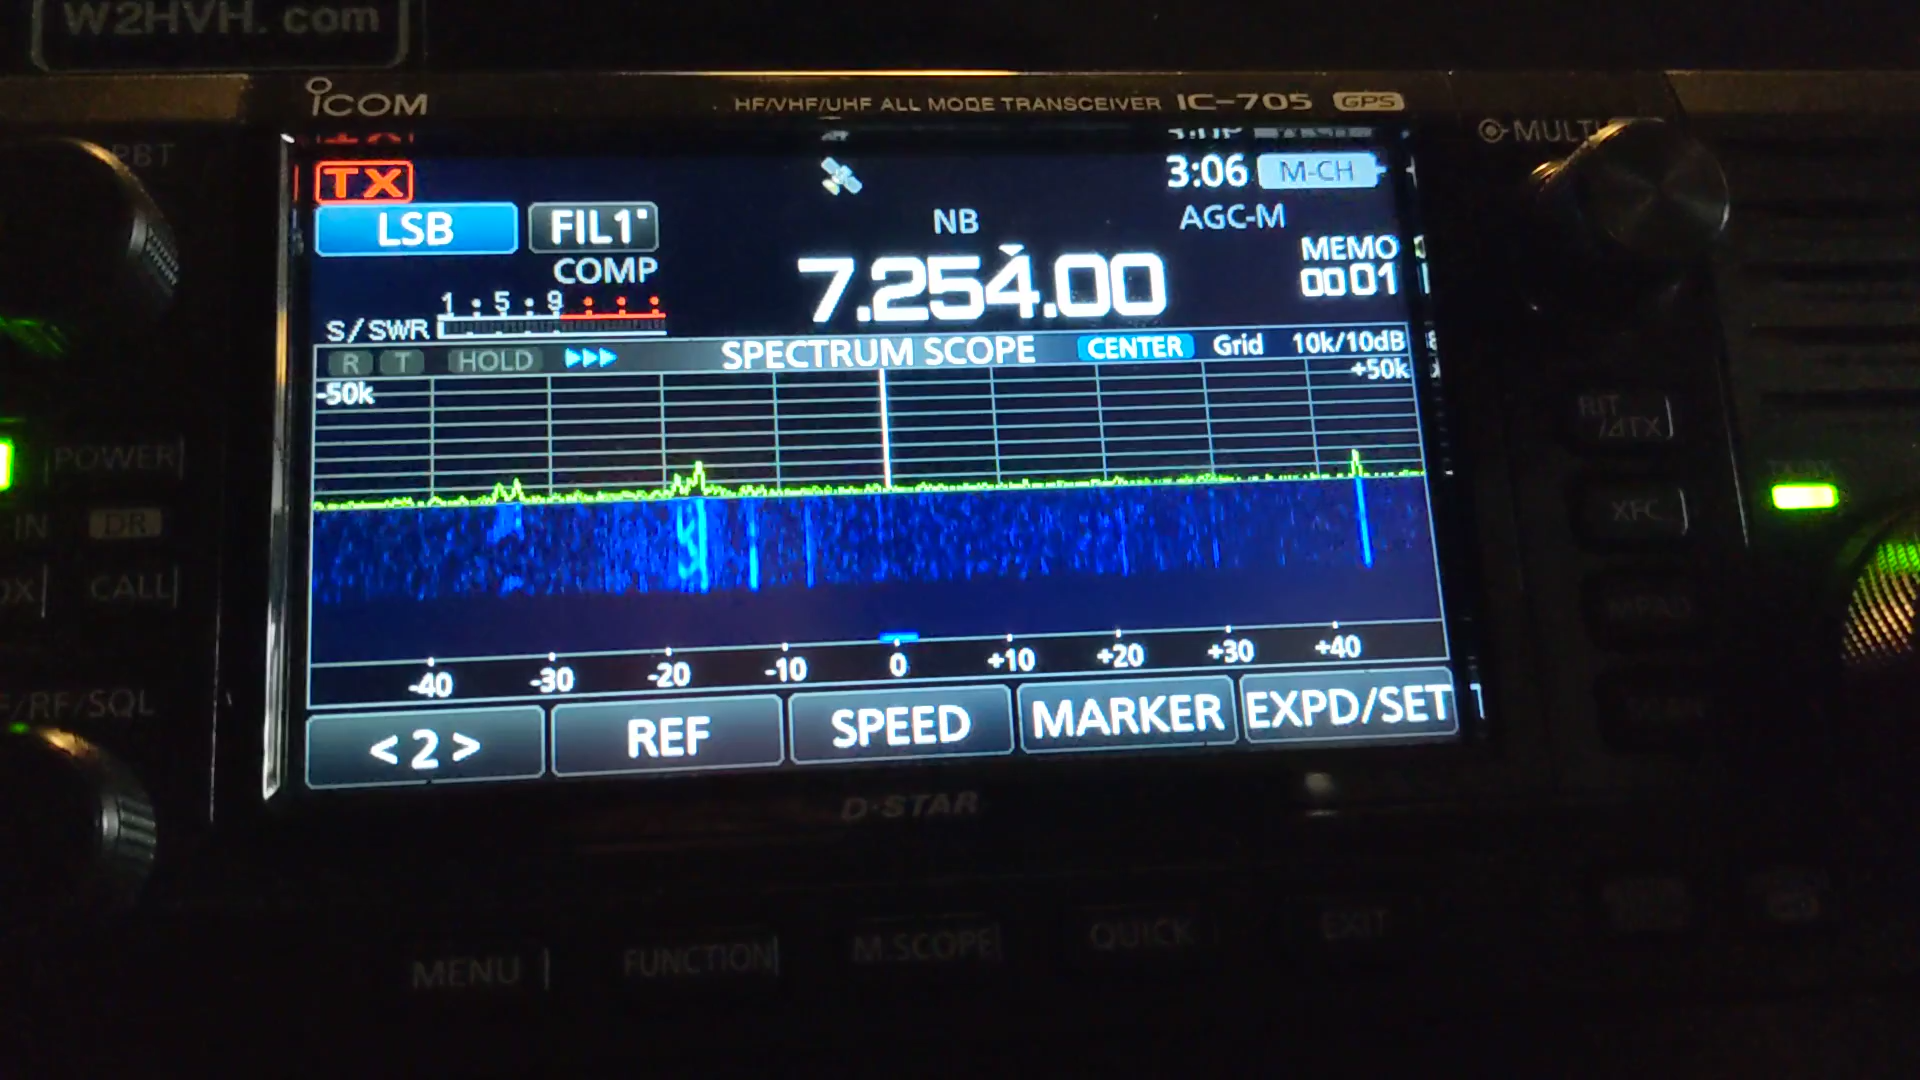 W2HVH.com
ICOM
HF/VHF/UHF ALL MODE TRANSCEIVER IC-705 GPS
MULTI
PBT
TX
3:06 M-CH
LSB FIL1
NB
AGC-M
COMP
7.254.00
MEMO
0001
1 • 5 • 9
S/SWR
R T HOLD
SPECTRUM SCOPE CENTER Grid 10k/10dB
-50k
+50k
POWER
XFC
DR
CALL
/RF/SQL
-40 -30 -20 -10 0 +10 +20 +30 +40
<2> REF SPEED MARKER EXPD/SET
D-STAR
MENU FUNCTION M.SCOPE QUICK EXIT